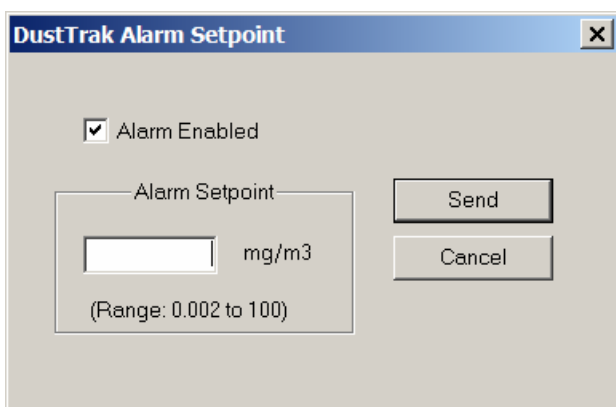 DustTrak Alarm Setpoint
Alarm Enabled
Alarm Setpoint
mg/m3
(Range: 0.002 to 100)
Send
Cancel